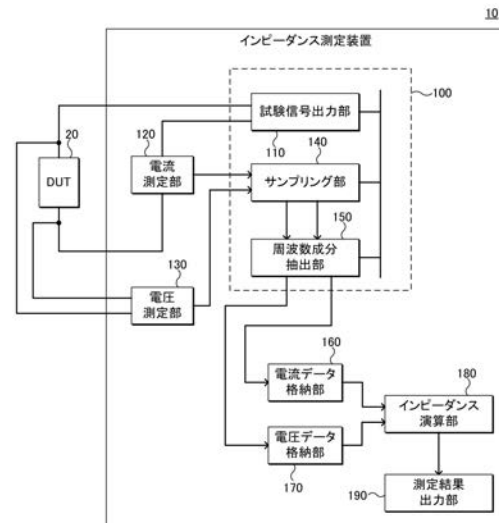 10
インピーダンス測定装置
100
試験信号出力部
110
20
DUT
120
電流
測定部
140
サンプリング部
150
周波数成分
抽出部
130
電圧
測定部
160
電流データ
格納部
180
インピーダンス
演算部
電圧データ
格納部
170
測定結果
出力部
190